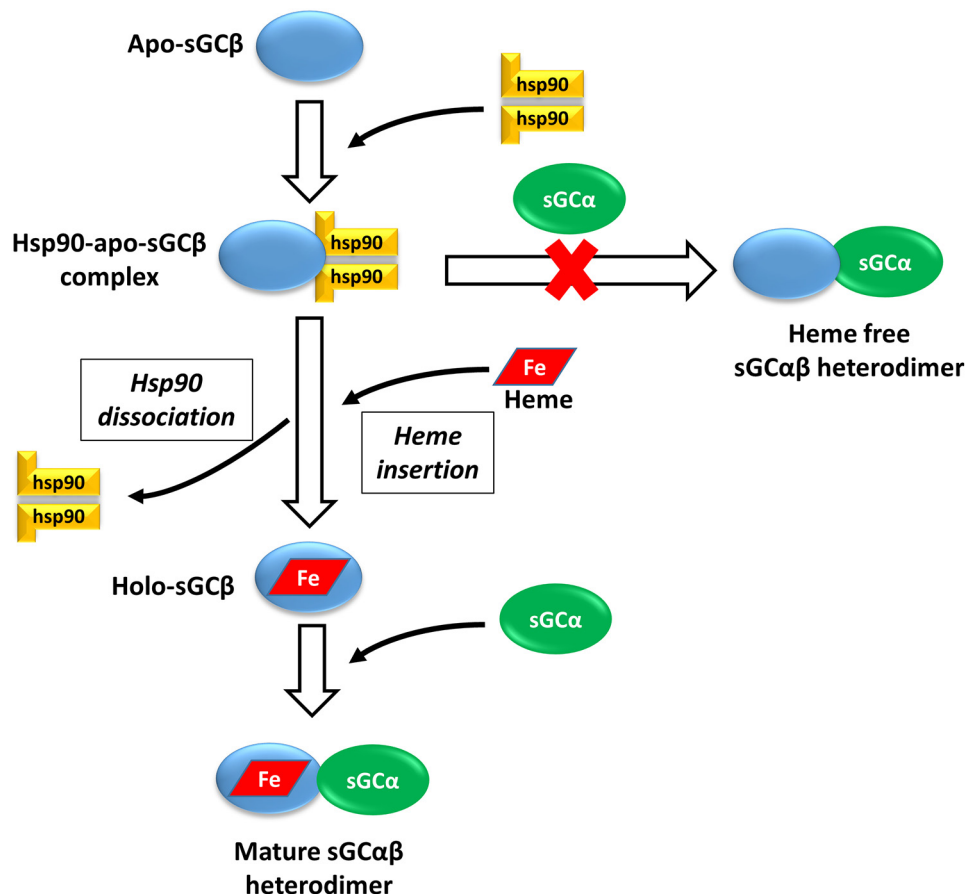 Apo-sGCβ
hsp90
hsp90
sGCα
Hsp90-apo-sGCβ
complex
hsp90
hsp90
sGCα
Heme free
sGCαβ heterodimer
Hsp90
dissociation
Fe
Heme
Heme
insertion
hsp90
hsp90
Holo-sGCβ
Fe
sGCα
Fe
sGCα
Mature sGCαβ
heterodimer